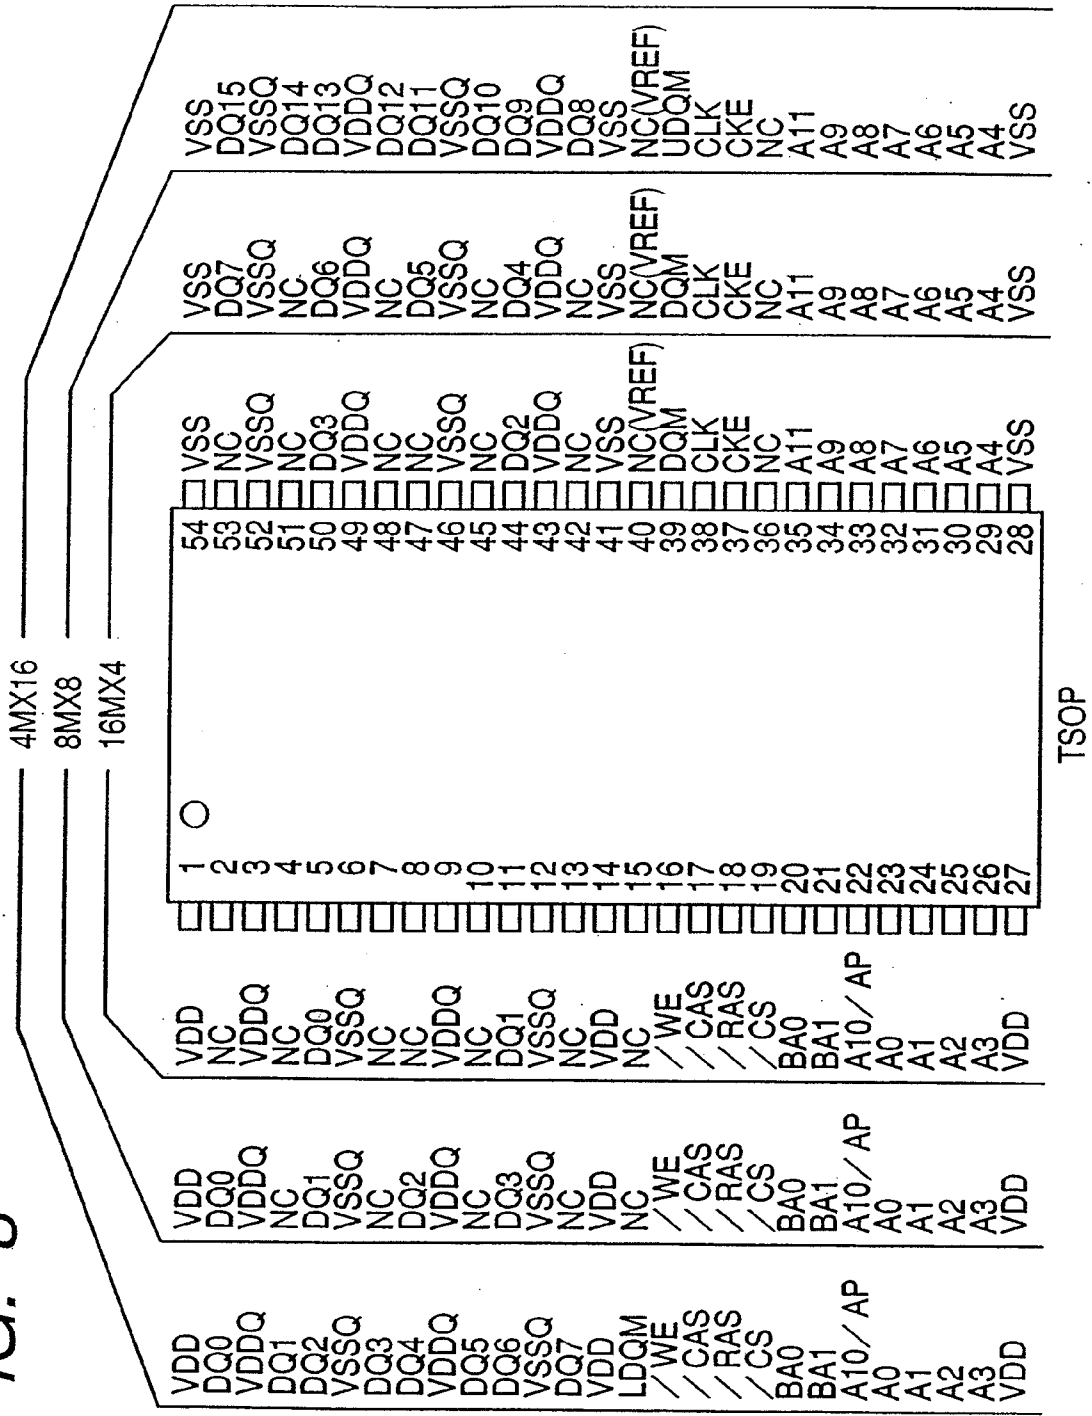 4MX16
8MX8
16MX4
VDD VDD VDD 1 54 VSS VSS VSS
DQ0 DQ0 NC 2 53 NC DQ7 DQ15
VDDQ VDDQ VDDQ 3 52 VSSQ VSSQ VSSQ
DQ1 NC NC 4 51 NC NC DQ14
DQ2 DQ1 DQ0 5 50 DQ3 DQ6 DQ13
VSSQ VSSQ VSSQ 6 49 VDDQ VDDQ VDDQ
DQ3 NC NC 7 48 NC NC DQ12
DQ4 DQ2 NC 8 47 NC DQ5 DQ11
VDDQ VDDQ VDDQ 9 46 VSSQ VSSQ VSSQ
DQ5 NC NC 10 45 NC NC DQ10
DQ6 DQ3 DQ1 11 44 DQ2 DQ4 DQ9
VSSQ VSSQ VSSQ 12 43 VDDQ VDDQ VDDQ
DQ7 NC NC 13 42 NC NC DQ8
VDD VDD VDD 14 41 VSS VSS VSS
LDQM NC NC 15 40 NC(VREF) NC(VREF) NC(VREF)
/WE /WE /WE 16 39 DQM DQM UDQM
/CAS /CAS /CAS 17 38 CLK CLK CLK
/RAS /RAS /RAS 18 37 CKE CKE CKE
/CS /CS /CS 19 36 NC NC NC
BA0 BA0 BA0 20 35 A11 A11 A11
BA1 BA1 BA1 21 34 A9 A9 A9
A10/AP A10/AP A10/AP 22 33 A8 A8 A8
A0 A0 A0 23 32 A7 A7 A7
A1 A1 A1 24 31 A6 A6 A6
A2 A2 A2 25 30 A5 A5 A5
A3 A3 A3 26 29 A4 A4 A4
VDD VDD VDD 27 28 VSS VSS VSS
TSOP